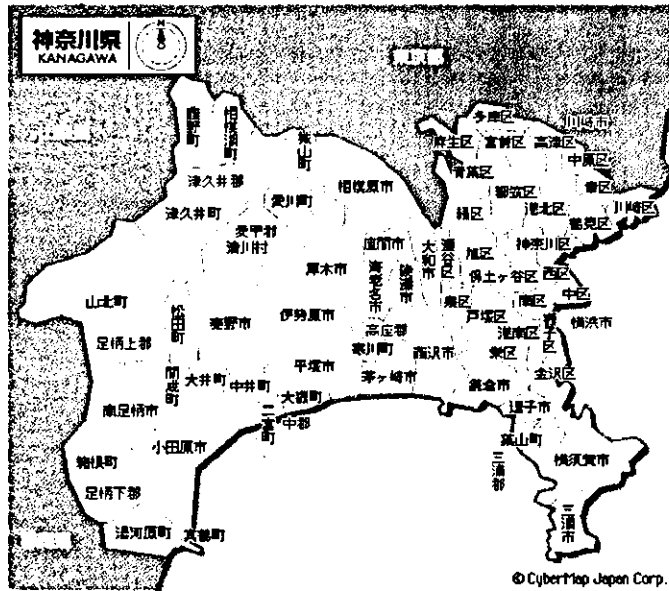 神奈川県
KANAGAWA
多摩区
川崎市
麻生区
宮前区
高津区
中原区
藤野町
相模湖町
城山町
青葉区
幸区
津久井郡
相模原市
都筑区
川崎区
津久井町
愛川町
緑区
港北区
鶴見区
愛甲郡
清川村
座間市
大和市
瀬谷区
旭区
神奈川区
厚木市
海老名市
綾瀬市
保土ヶ谷区
西区
山北町
松田町
秦野市
伊勢原市
泉区
南区
中区
足柄上郡
高座郡
戸塚区
港南区
磯子区
横浜市
開成町
大井町
中井町
平塚市
寒川町
藤沢市
栄区
南足柄市
大磯町
茅ヶ崎市
鎌倉市
金沢区
二宮町
中郡
逗子市
小田原市
葉山町
箱根町
三浦郡
横須賀市
足柄下郡
湯河原町
真鶴町
三浦市
© CyberMap Japan Corp.